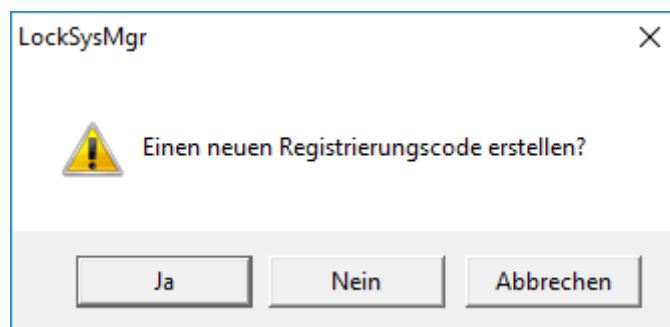 LockSysMgr
Einen neuen Registrierungscode erstellen?
Ja
Nein
Abbrechen